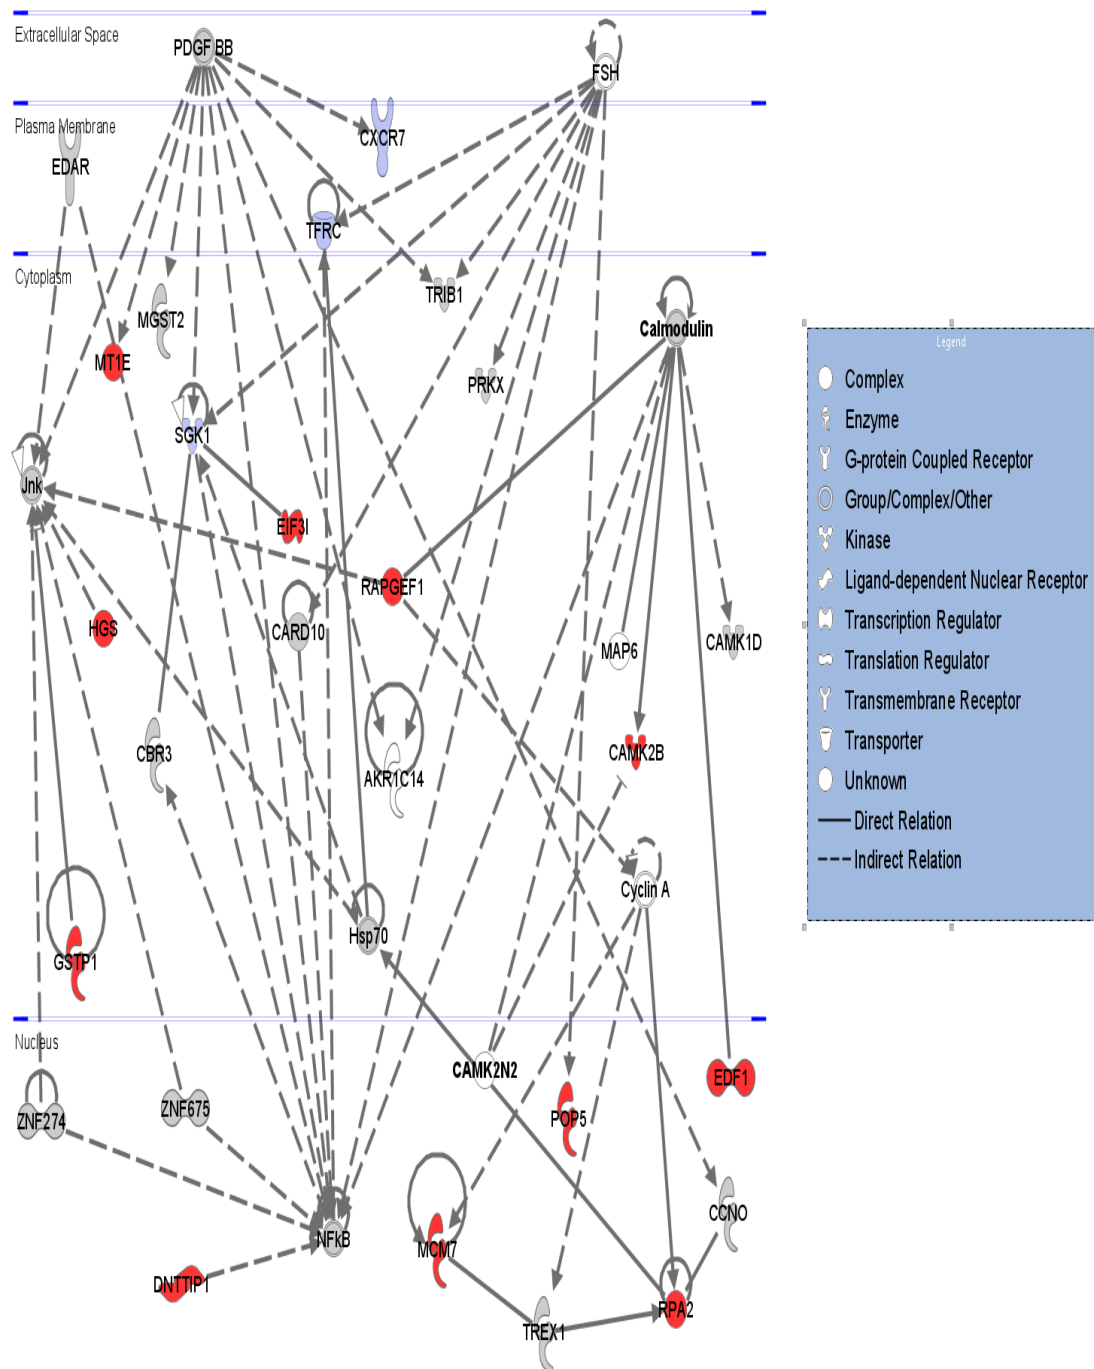 Extracellular Space
PDGF BB
FSH
Plasma Membrane
CXCR7
EDAR
TFRC
Cytoplasm
TRIB1
MGST2
Calmodulin
MT1E
PRKX
SGK1
Jnk
EIF3I
RAPGEF1
HGS
CARD10
MAP6
CAMK1D
CBR3
CAMK2B
AKR1C14
Cyclin A
Hsp70
GSTP1
Nucleus
CAMK2N2
EDF1
ZNF274
ZNF675
POP5
CCNO
NFkB
MCM7
DNTTIP1
RPA2
TREX1
Legend
Complex
Enzyme
G-protein Coupled Receptor
Group/Complex/Other
Kinase
Ligand-dependent Nuclear Receptor
Transcription Regulator
Translation Regulator
Transmembrane Receptor
Transporter
Unknown
Direct Relation
Indirect Relation